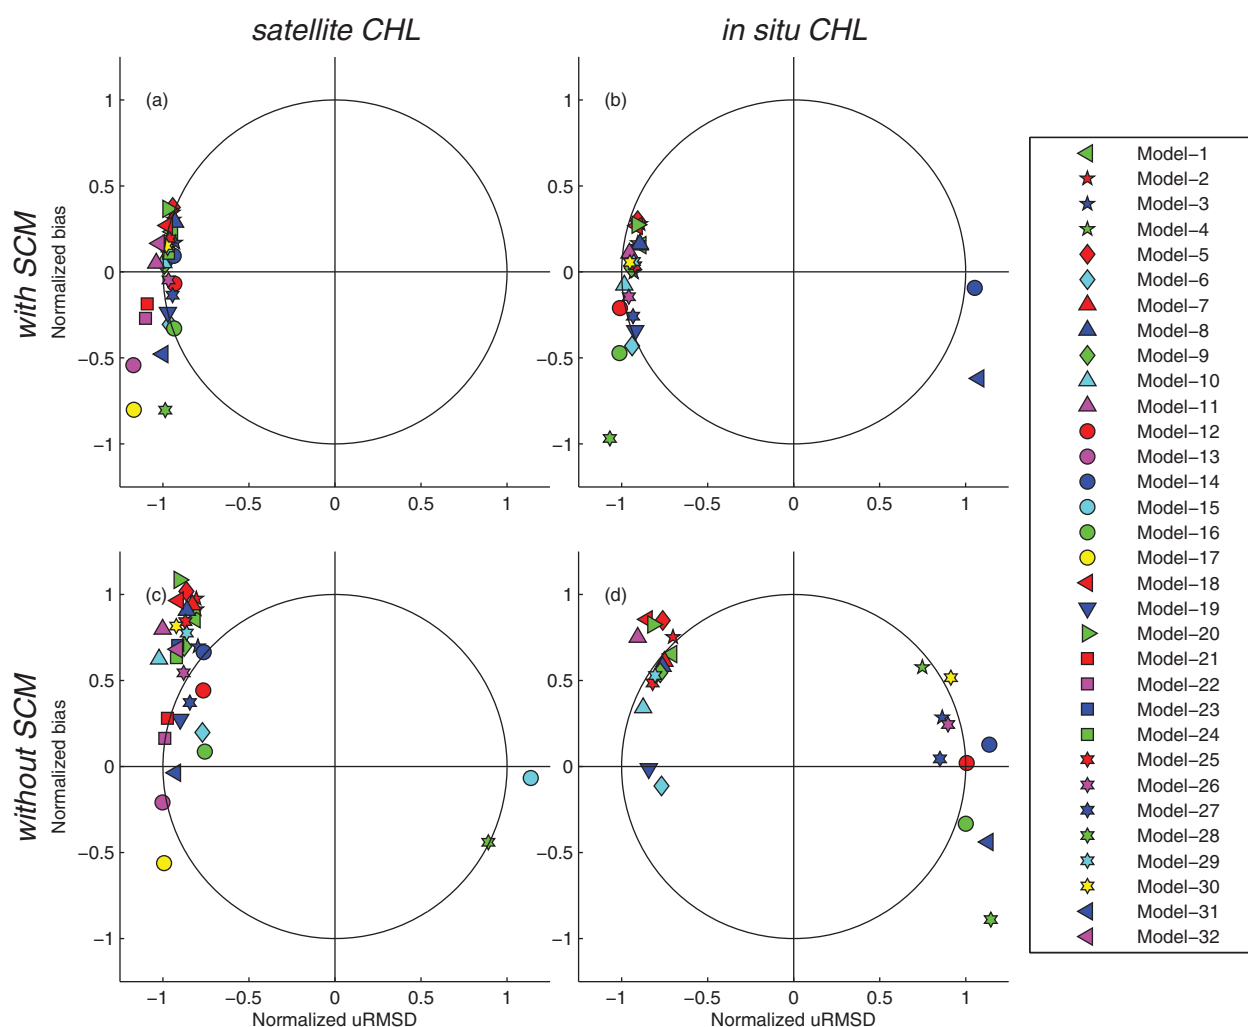 satellite CHL
in situ CHL
with SCM
Normalized bias
(a)
1
0.5
0
−0.5
−1
−1
−0.5
0
0.5
1
(b)
1
0.5
0
−0.5
−1
−1
−0.5
0
0.5
1
without SCM
Normalized bias
(c)
1
0.5
0
−0.5
−1
−1
−0.5
0
0.5
1
Normalized uRMSD
(d)
1
0.5
0
−0.5
−1
−1
−0.5
0
0.5
1
Normalized uRMSD
Model−1
Model−2
Model−3
Model−4
Model−5
Model−6
Model−7
Model−8
Model−9
Model−10
Model−11
Model−12
Model−13
Model−14
Model−15
Model−16
Model−17
Model−18
Model−19
Model−20
Model−21
Model−22
Model−23
Model−24
Model−25
Model−26
Model−27
Model−28
Model−29
Model−30
Model−31
Model−32